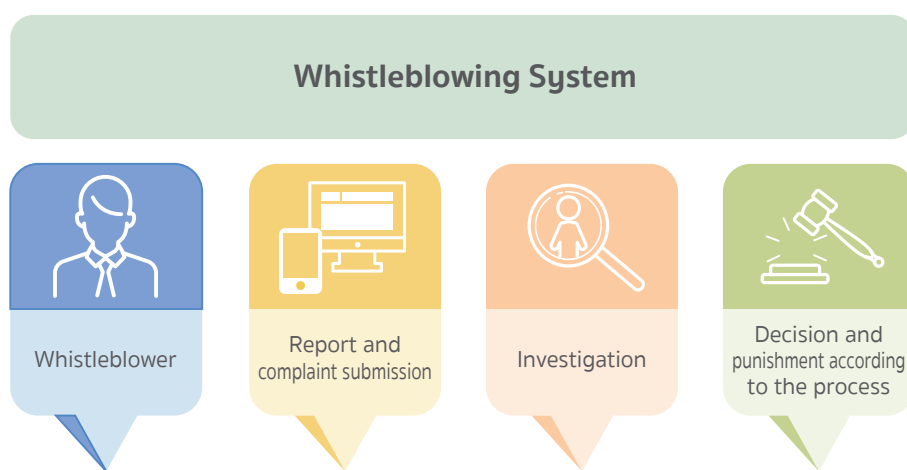 Whistleblowing System
Whistleblower
Report and
complaint submission
Investigation
Decision and
punishment according
to the process